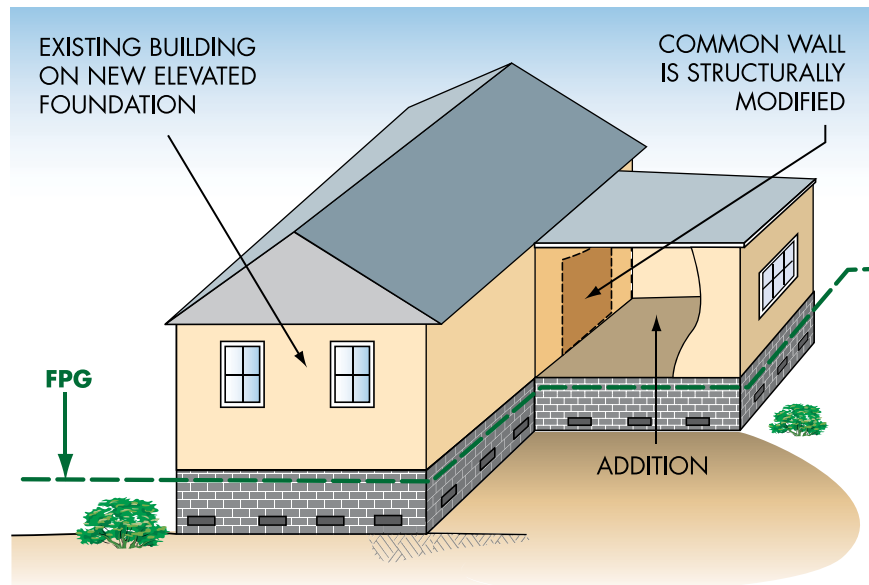 EXISTING BUILDING
ON NEW ELEVATED
FOUNDATION
COMMON WALL
IS STRUCTURALLY
MODIFIED
FPG
ADDITION